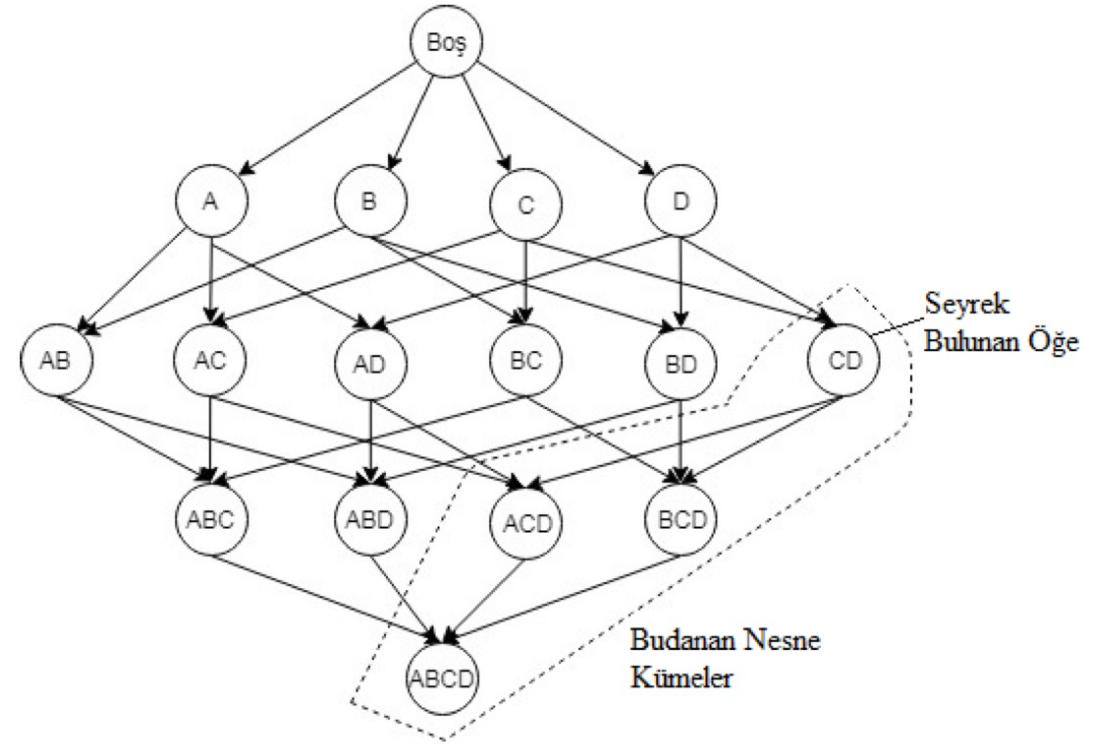 Boş
A
B
C
D
Seyrek
Bulunan Öğe
AB
AC
AD
BC
BD
CD
ABC
ABD
ACD
BCD
Budanan Nesne
Kümeler
ABCD